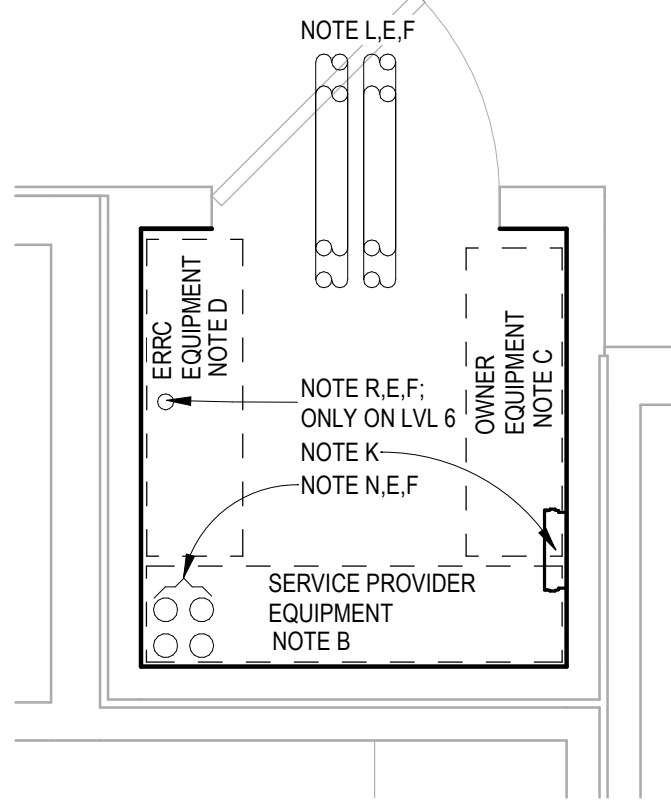 NOTE L,E,F
ERRC
EQUIPMENT
NOTE D
OWNER
EQUIPMENT
NOTE C
NOTE R,E,F;
ONLY ON LVL 6
NOTE K
NOTE N,E,F
SERVICE PROVIDER
EQUIPMENT
NOTE B